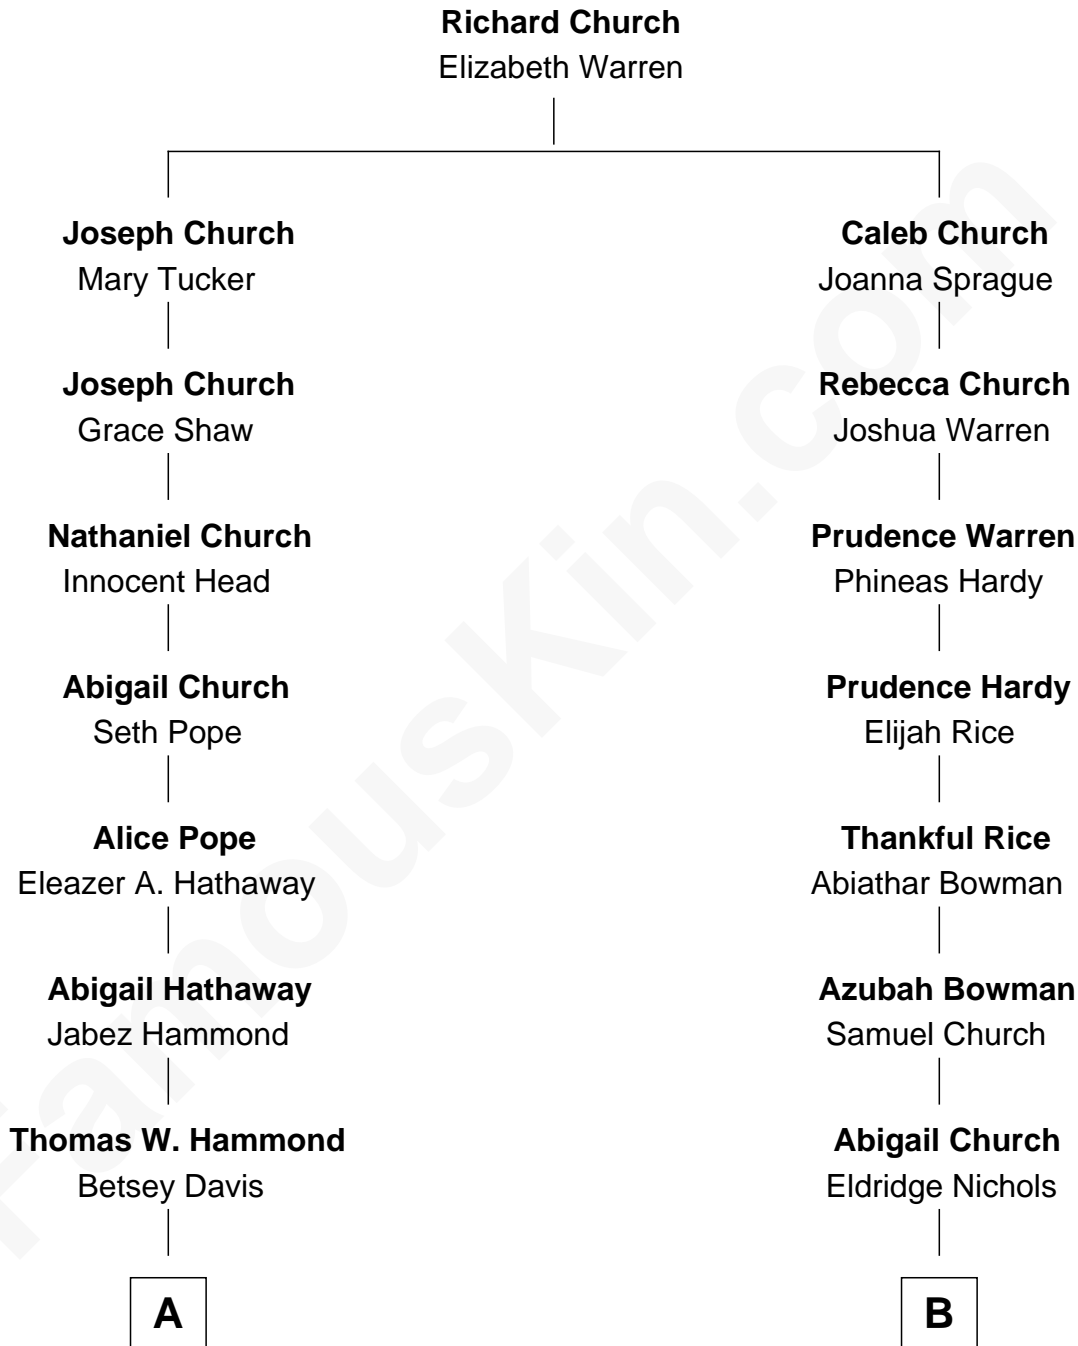 Richard Church
Elizabeth Warren
Joseph Church
Mary Tucker
Caleb Church
Joanna Sprague
Joseph Church
Grace Shaw
Rebecca Church
Joshua Warren
Nathaniel Church
Innocent Head
Prudence Warren
Phineas Hardy
Abigail Church
Seth Pope
Prudence Hardy
Elijah Rice
Alice Pope
Eleazer A. Hathaway
Thankful Rice
Abiathar Bowman
Abigail Hathaway
Jabez Hammond
Azubah Bowman
Samuel Church
Thomas W. Hammond
Betsey Davis
Abigail Church
Eldridge Nichols
A
B
FamousKin.com